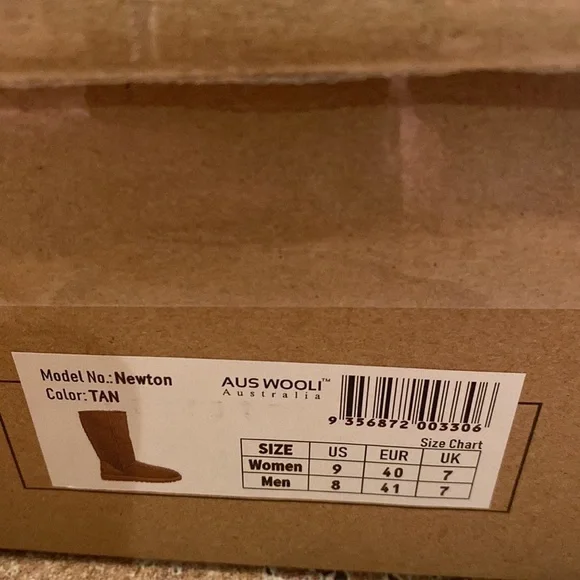 Model No.: Newton
Color: TAN
AUS WOOLI™
Australia
9 356872 003306
Size Chart
SIZE US EUR UK
Women 9 40 7
Men 8 41 7